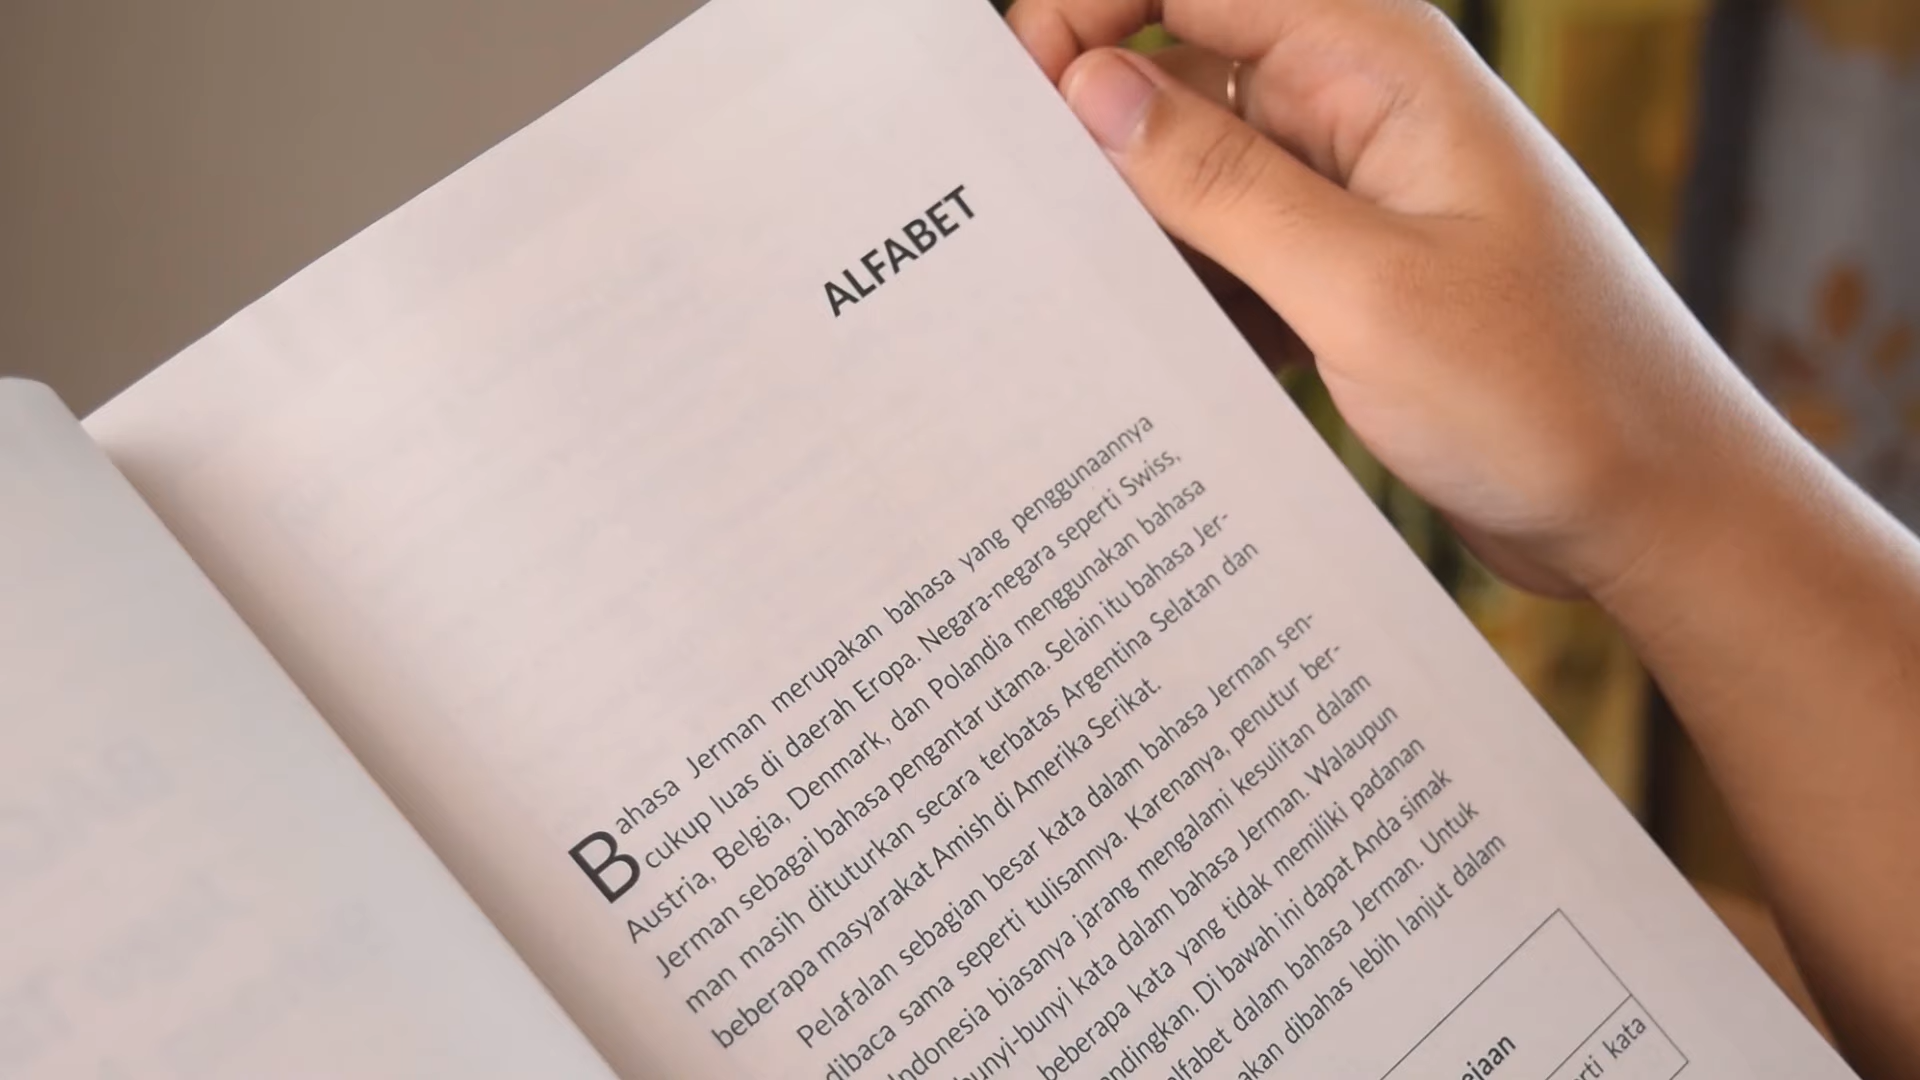 ALFABET
Bahasa Jerman merupakan bahasa yang penggunaannya
cukup luas di daerah Eropa. Negara-negara seperti Swiss,
Austria, Belgia, Denmark, dan Polandia menggunakan bahasa
Jerman sebagai bahasa pengantar utama. Selain itu bahasa Jer-
man masih dituturkan secara terbatas Argentina Selatan dan
beberapa masyarakat Amish di Amerika Serikat.
Pelafalan sebagian besar kata dalam bahasa Jerman sen-
dibaca sama seperti tulisannya. Karenanya, penutur ber-
Indonesia biasanya jarang mengalami kesulitan dalam
bunyi-bunyi kata dalam bahasa Jerman. Walaupun
beberapa kata yang tidak memiliki padanan
andingkan. Di bawah ini dapat Anda simak
alfabet dalam bahasa Jerman. Untuk
akan dibahas lebih lanjut dalam
ejaan
rti kata